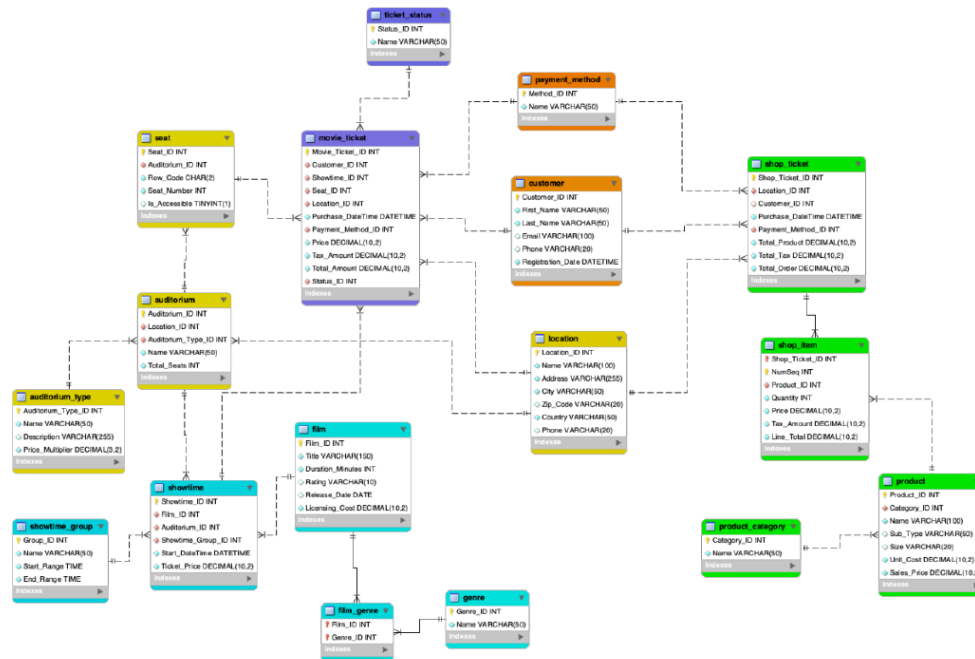 ticket_status
Status_ID INT
Name VARCHAR(50)
Indexes
payment_method
Method_ID INT
Name VARCHAR(50)
Indexes
seat
Seat_ID INT
Auditorium_ID INT
Row_Code CHAR(2)
Seat_Number INT
Is_Accessible TINYINT(1)
Indexes
movie_ticket
Movie_Ticket_ID INT
Customer_ID INT
Showtime_ID INT
Seat_ID INT
Location_ID INT
Purchase_DateTime DATETIME
Payment_Method_ID INT
Price DECIMAL(10,2)
Tax_Amount DECIMAL(10,2)
Total_Amount DECIMAL(10,2)
Status_ID INT
Indexes
customer
Customer_ID INT
First_Name VARCHAR(50)
Last_Name VARCHAR(50)
Email VARCHAR(100)
Phone VARCHAR(20)
Registration_Date DATETIME
Indexes
shop_ticket
Shop_Ticket_ID INT
Location_ID INT
Customer_ID INT
Purchase_DateTime DATETIME
Payment_Method_ID INT
Total_Product DECIMAL(10,2)
Total_Tax DECIMAL(10,2)
Total_Order DECIMAL(10,2)
Indexes
auditorium
Auditorium_ID INT
Location_ID INT
Auditorium_Type_ID INT
Name VARCHAR(50)
Total_Seats INT
Indexes
location
Location_ID INT
Name VARCHAR(100)
Address VARCHAR(255)
City VARCHAR(50)
Zip_Code VARCHAR(20)
Country VARCHAR(50)
Phone VARCHAR(20)
Indexes
shop_item
Shop_Ticket_ID INT
NumSeq INT
Product_ID INT
Quantity INT
Price DECIMAL(10,2)
Tax_Amount DECIMAL(10,2)
Line_Total DECIMAL(10,2)
Indexes
auditorium_type
Auditorium_Type_ID INT
Name VARCHAR(50)
Description VARCHAR(255)
Price_Multiplier DECIMAL(3,2)
Indexes
film
Film_ID INT
Title VARCHAR(150)
Duration_Minutes INT
Rating VARCHAR(10)
Release_Date DATE
Licensing_Cost DECIMAL(10,2)
Indexes
showtime
Showtime_ID INT
Film_ID INT
Auditorium_ID INT
Showtime_Group_ID INT
Start_DateTime DATETIME
Ticket_Price DECIMAL(10,2)
Indexes
showtime_group
Group_ID INT
Name VARCHAR(50)
Start_Range TIME
End_Range TIME
Indexes
product
Product_ID INT
Category_ID INT
Name VARCHAR(100)
Sub_Type VARCHAR(50)
Size VARCHAR(20)
Unit_Cost DECIMAL(10,2)
Sales_Price DECIMAL(10,2
Indexes
product_category
Category_ID INT
Name VARCHAR(50)
Indexes
film_genre
Film_ID INT
Genre_ID INT
Indexes
genre
Genre_ID INT
Name VARCHAR(50)
Indexes